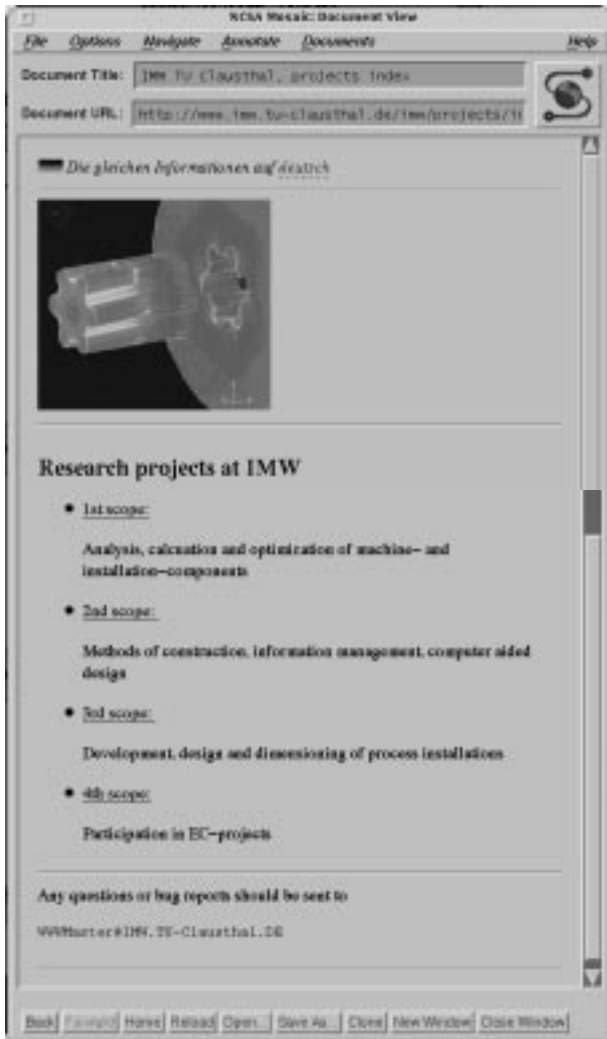 NCSA Mosaic: Document View
File Options Navigate Annotate Documents Help
Document Title: IMW TU Clausthal, projects index
Document URL: http://www.imw.tu-clausthal.de/imw/projects/in
Die gleichen Informationen auf deutsch
Research projects at IMW
1st scope:
Analysis, calcuation and optimization of machine- and
installation-components
2nd scope:
Methods of construction, information management, computer aided
design
3rd scope:
Development, design and dimensioning of process installations
4th scope:
Participation in EC-projects
Any questions or bug reports should be sent to
WWWMaster@IMW.TU-Clausthal.DE
Back Forward Home Reload Open... Save As... Clone New Window Close Window